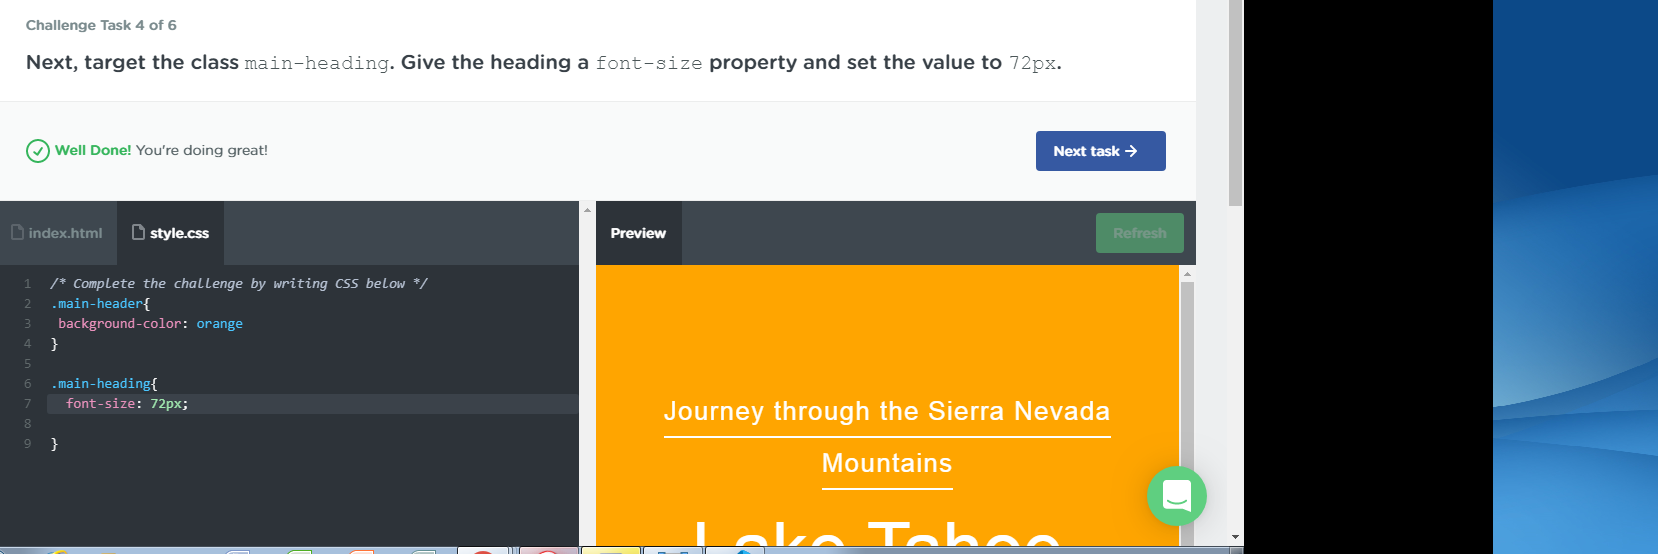 Challenge Task 4 of 6
Next, target the class main-heading. Give the heading a font-size property and set the value to 72px.
Well Done! You're doing great!
Next task →
index.html
style.css
Preview
Refresh
1 /* Complete the challenge by writing CSS below */
2 .main-header{
3 background-color: orange
4 }
5
6 .main-heading{
7 font-size: 72px;
8
9 }
Journey through the Sierra Nevada
Mountains
Lake Tahoe